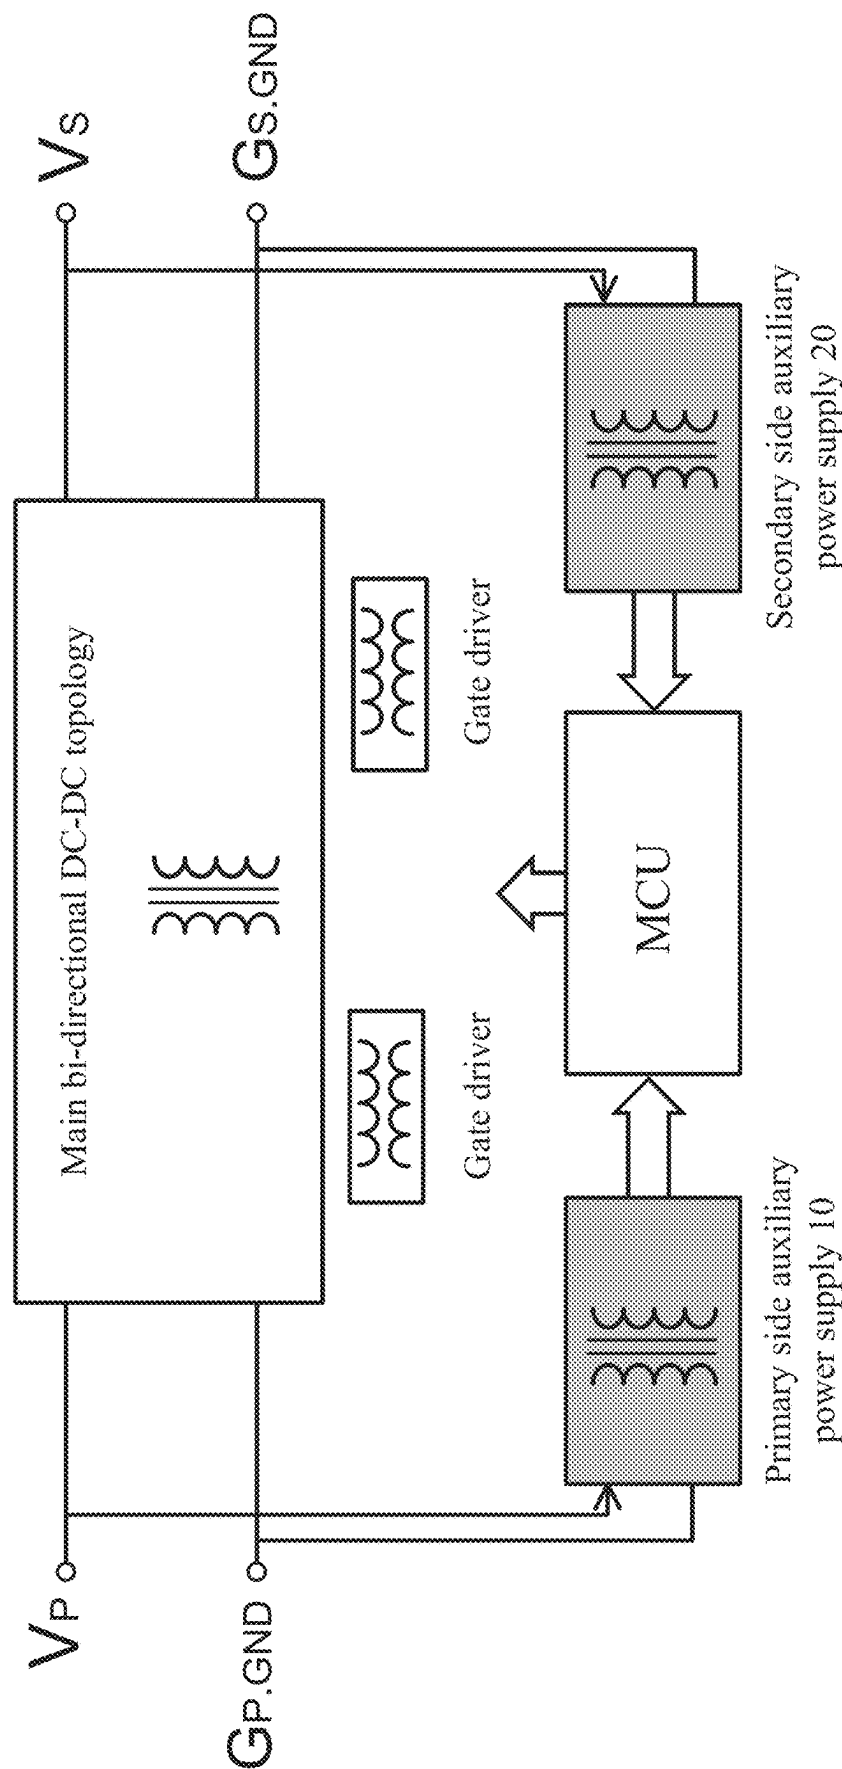 Main bi-directional DC-DC topology
VP
VS
GP.GND
GS.GND
Gate driver
Gate driver
MCU
Primary side auxiliary
power supply 10
Secondary side auxiliary
power supply 20